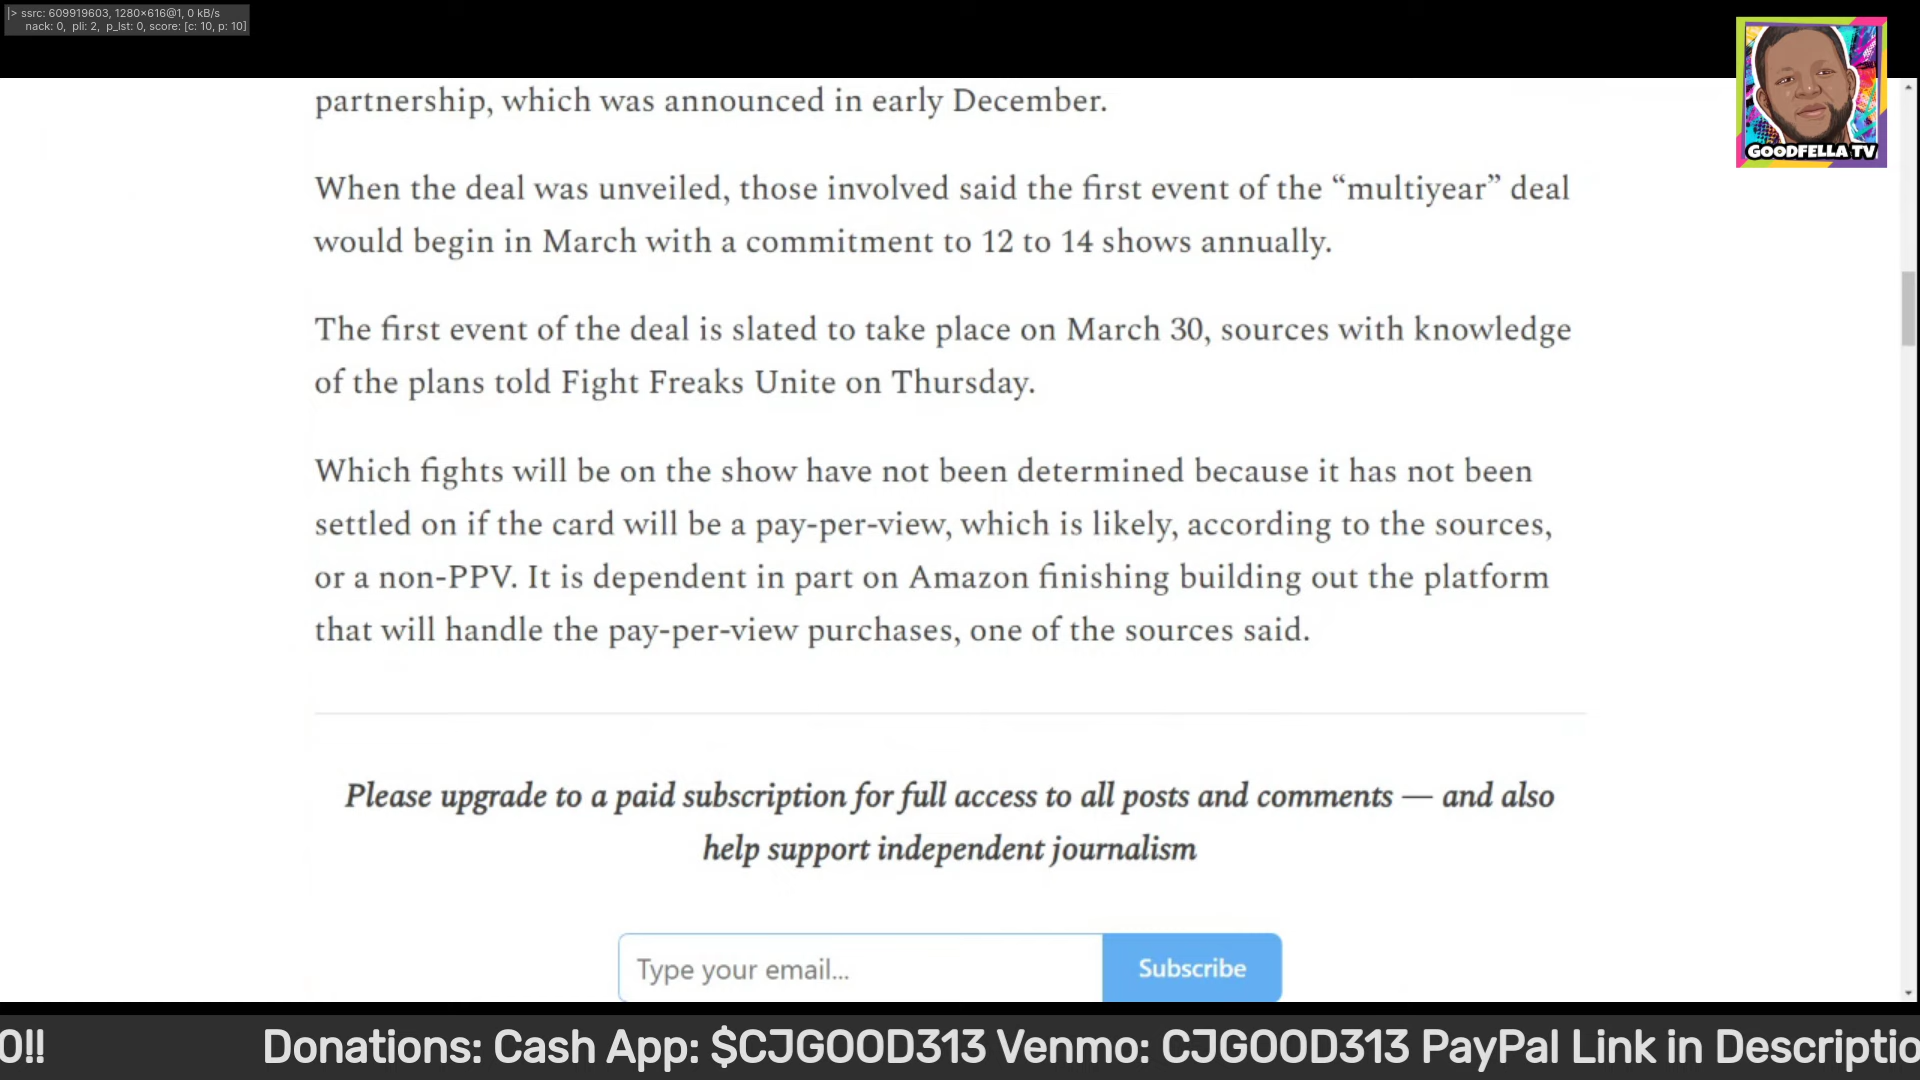 |> ssrc: 609919603, 1280×616@1, 0 kB/s
nack: 0, pli: 2, p_lst: 0, score: [c: 10, p: 10]
GOODFELLA TV
partnership, which was announced in early December.
When the deal was unveiled, those involved said the first event of the “multiyear” deal
would begin in March with a commitment to 12 to 14 shows annually.
The first event of the deal is slated to take place on March 30, sources with knowledge
of the plans told Fight Freaks Unite on Thursday.
Which fights will be on the show have not been determined because it has not been
settled on if the card will be a pay-per-view, which is likely, according to the sources,
or a non-PPV. It is dependent in part on Amazon finishing building out the platform
that will handle the pay-per-view purchases, one of the sources said.
Please upgrade to a paid subscription for full access to all posts and comments — and also
help support independent journalism
Type your email...
Subscribe
0!! Donations: Cash App: $CJGOOD313 Venmo: CJGOOD313 PayPal Link in Descriptio